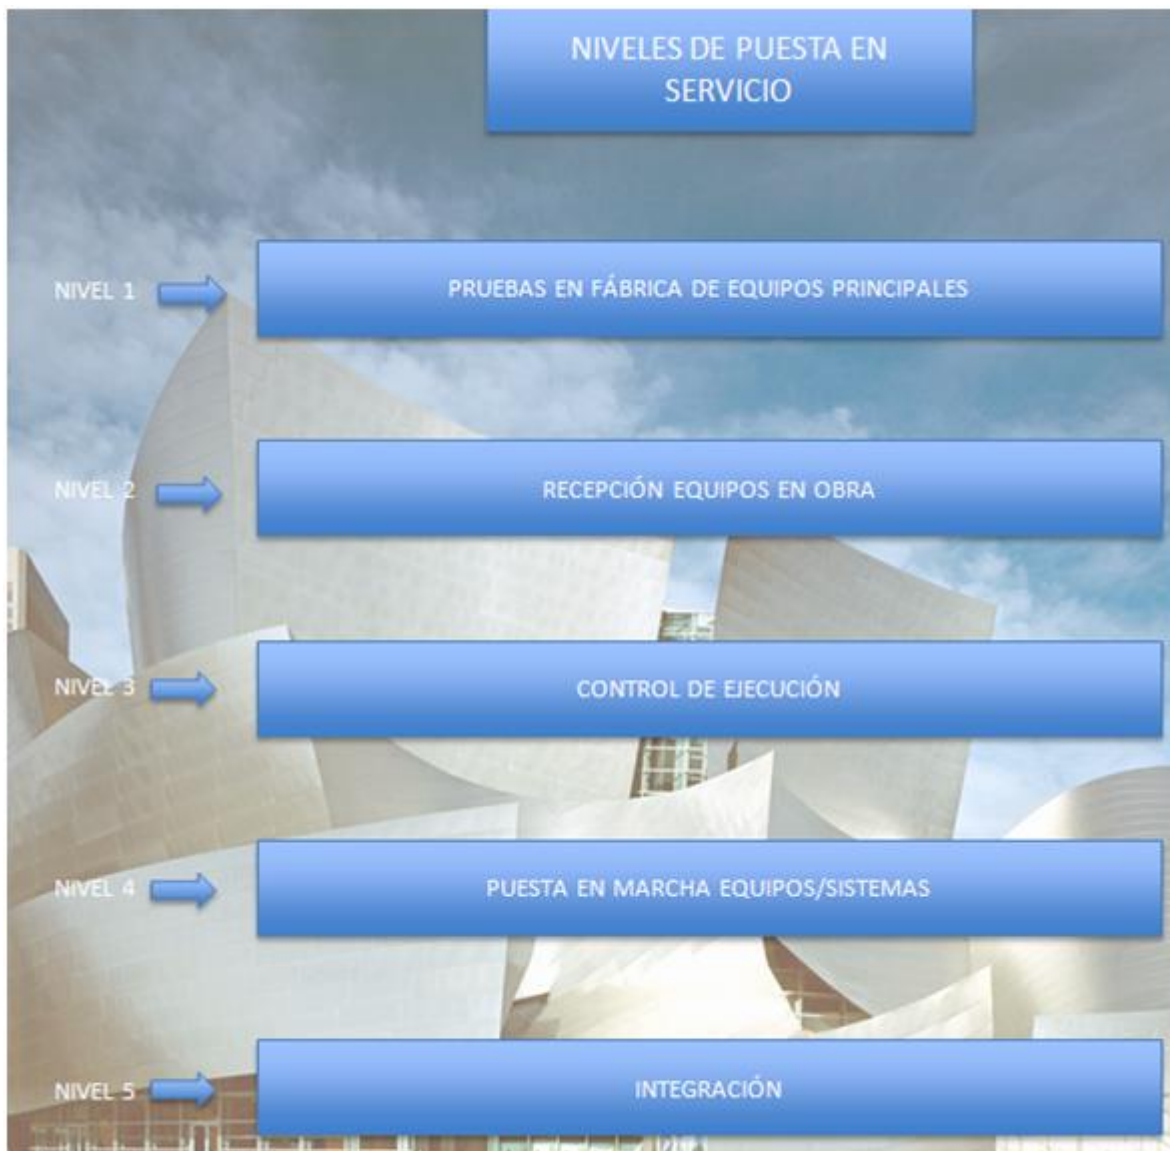 NIVELES DE PUESTA EN
SERVICIO
NIVEL 1
PRUEBAS EN FÁBRICA DE EQUIPOS PRINCIPALES
NIVEL 2
RECEPCIÓN EQUIPOS EN OBRA
NIVEL 3
CONTROL DE EJECUCIÓN
NIVEL 4
PUESTA EN MARCHA EQUIPOS/SISTEMAS
NIVEL 5
INTEGRACIÓN